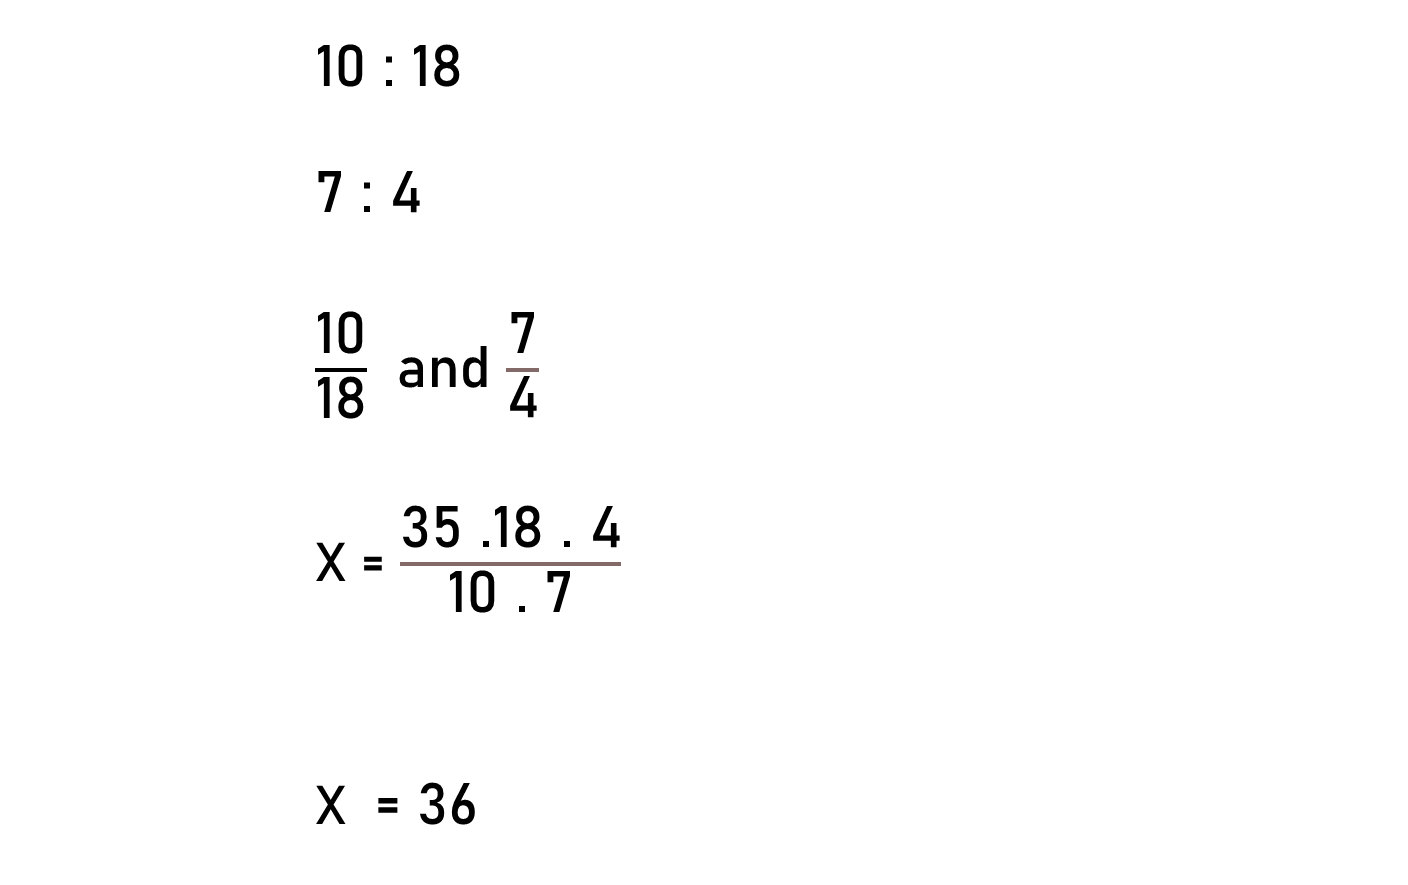 10 : 18
7 : 4
10/18 and 7/4
X = 35 .18 . 4 / 10 . 7
X = 36